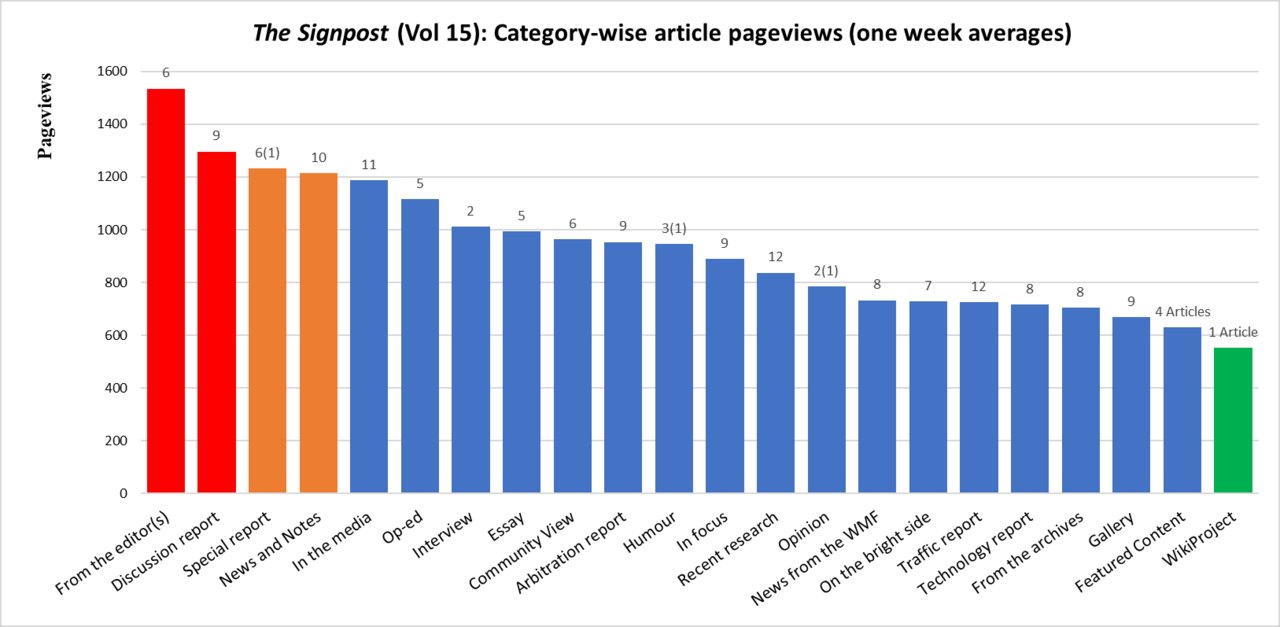 The Signpost (Vol 15): Category-wise article pageviews (one week averages)
Pageviews
1600
1400
1200
1000
800
600
400
200
0
6
9
6(1)
10
11
5
2
5
6
9
3(1)
9
12
2(1)
8
7
12
8
8
9
4 Articles
1 Article
From the editor(s)
Discussion report
Special report
News and Notes
In the media
Op-ed
Interview
Essay
Community View
Arbitration report
Humour
In focus
Recent research
Opinion
News from the WMF
On the bright side
Traffic report
Technology report
From the archives
Gallery
Featured Content
WikiProject